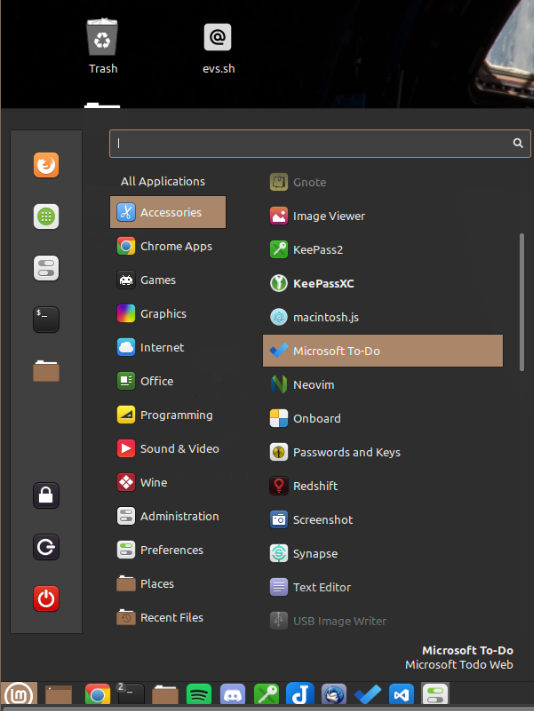 Trash
evs.sh
All Applications
Accessories
Chrome Apps
Games
Graphics
Internet
Office
Programming
Sound & Video
Wine
Administration
Preferences
Places
Recent Files
Gnote
Image Viewer
KeePass2
KeePassXC
macintosh.js
Microsoft To-Do
Neovim
Onboard
Passwords and Keys
Redshift
Screenshot
Synapse
Text Editor
USB Image Writer
Microsoft To-Do
Microsoft Todo Web
2